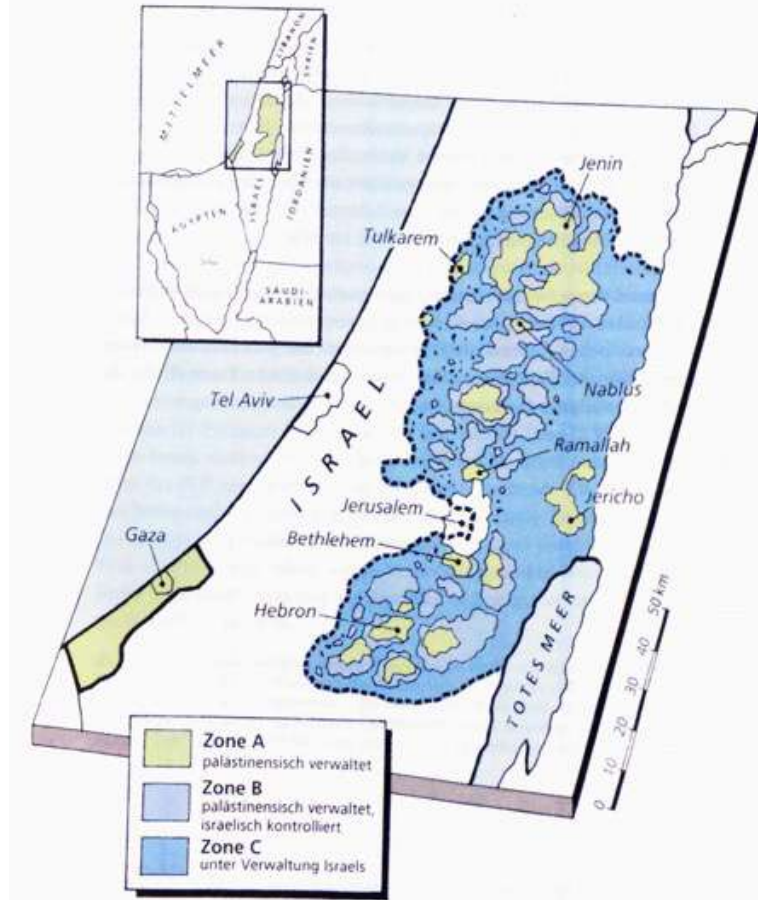 MITTELMEER
LIBANON
SYRIEN
ISRAEL
JORDANIEN
ÄGYPTEN
SAUDI-
ARABIEN
Jenin
Tulkarem
Nablus
Tel Aviv
ISRAEL
Ramallah
Jerusalem
Jericho
Gaza
Bethlehem
Hebron
TOTES MEER
0 10 20 30 40 50 km
Zone A
palastinensisch verwaltet
Zone B
palästinensisch verwaltet,
israelisch kontrolliert
Zone C
unter Verwaltung Israels